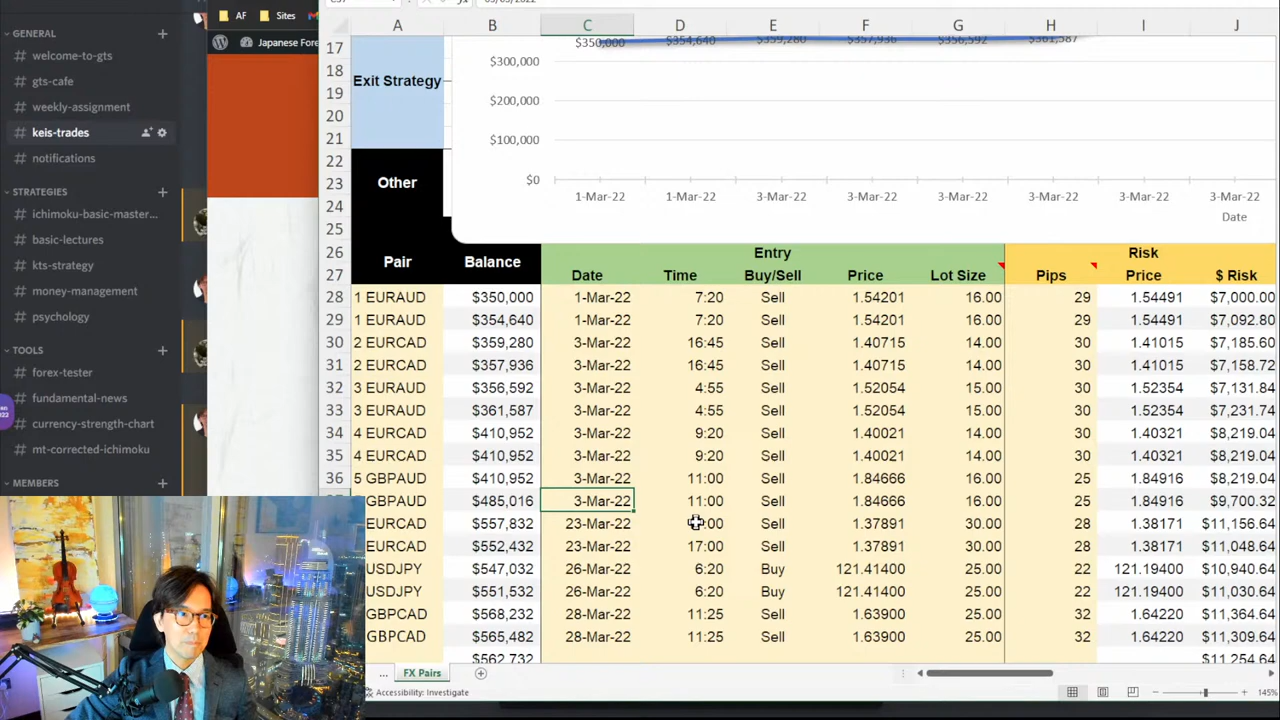 AF Sites
Japanese Fore
GENERAL
# welcome-to-gts
# gts-cafe
# weekly-assignment
# keis-trades
# notifications
STRATEGIES
# ichimoku-basic-master...
# basic-lectures
# kts-strategy
# money-management
# psychology
TOOLS
# forex-tester
# fundamental-news
# currency-strength-chart
# mt-corrected-ichimoku
MEMBERS
A B C D E F G H I J
17 $350,000 $354,640 $359,280 $357,936 $356,592 $361,587
18 $300,000
Exit Strategy
19 $200,000
20
21 $100,000
22 $0
Other
23 1-Mar-22 1-Mar-22 3-Mar-22 3-Mar-22 3-Mar-22 3-Mar-22 3-Mar-22 3-Mar-22
24 Date
25
26 Pair Balance Entry Risk
27 Date Time Buy/Sell Price Lot Size Pips Price $ Risk
28 1 EURAUD $350,000 1-Mar-22 7:20 Sell 1.54201 16.00 29 1.54491 $7,000.00
29 1 EURAUD $354,640 1-Mar-22 7:20 Sell 1.54201 16.00 29 1.54491 $7,092.80
30 2 EURCAD $359,280 3-Mar-22 16:45 Sell 1.40715 14.00 30 1.41015 $7,185.60
31 2 EURCAD $357,936 3-Mar-22 16:45 Sell 1.40715 14.00 30 1.41015 $7,158.72
32 3 EURAUD $356,592 3-Mar-22 4:55 Sell 1.52054 15.00 30 1.52354 $7,131.84
33 3 EURAUD $361,587 3-Mar-22 4:55 Sell 1.52054 15.00 30 1.52354 $7,231.74
34 4 EURCAD $410,952 3-Mar-22 9:20 Sell 1.40021 14.00 30 1.40321 $8,219.04
35 4 EURCAD $410,952 3-Mar-22 9:20 Sell 1.40021 14.00 30 1.40321 $8,219.04
36 5 GBPAUD $410,952 3-Mar-22 11:00 Sell 1.84666 16.00 25 1.84916 $8,219.04
GBPAUD $485,016 3-Mar-22 11:00 Sell 1.84666 16.00 25 1.84916 $9,700.32
EURCAD $557,832 23-Mar-22 :00 Sell 1.37891 30.00 28 1.38171 $11,156.64
EURCAD $552,432 23-Mar-22 17:00 Sell 1.37891 30.00 28 1.38171 $11,048.64
USDJPY $547,032 26-Mar-22 6:20 Buy 121.41400 25.00 22 121.19400 $10,940.64
USDJPY $551,532 26-Mar-22 6:20 Buy 121.41400 25.00 22 121.19400 $11,030.64
GBPCAD $568,232 28-Mar-22 11:25 Sell 1.63900 25.00 32 1.64220 $11,364.64
GBPCAD $565,482 28-Mar-22 11:25 Sell 1.63900 25.00 32 1.64220 $11,309.64
$562,732 $11,254.64
... FX Pairs
Accessibility: Investigate 145%